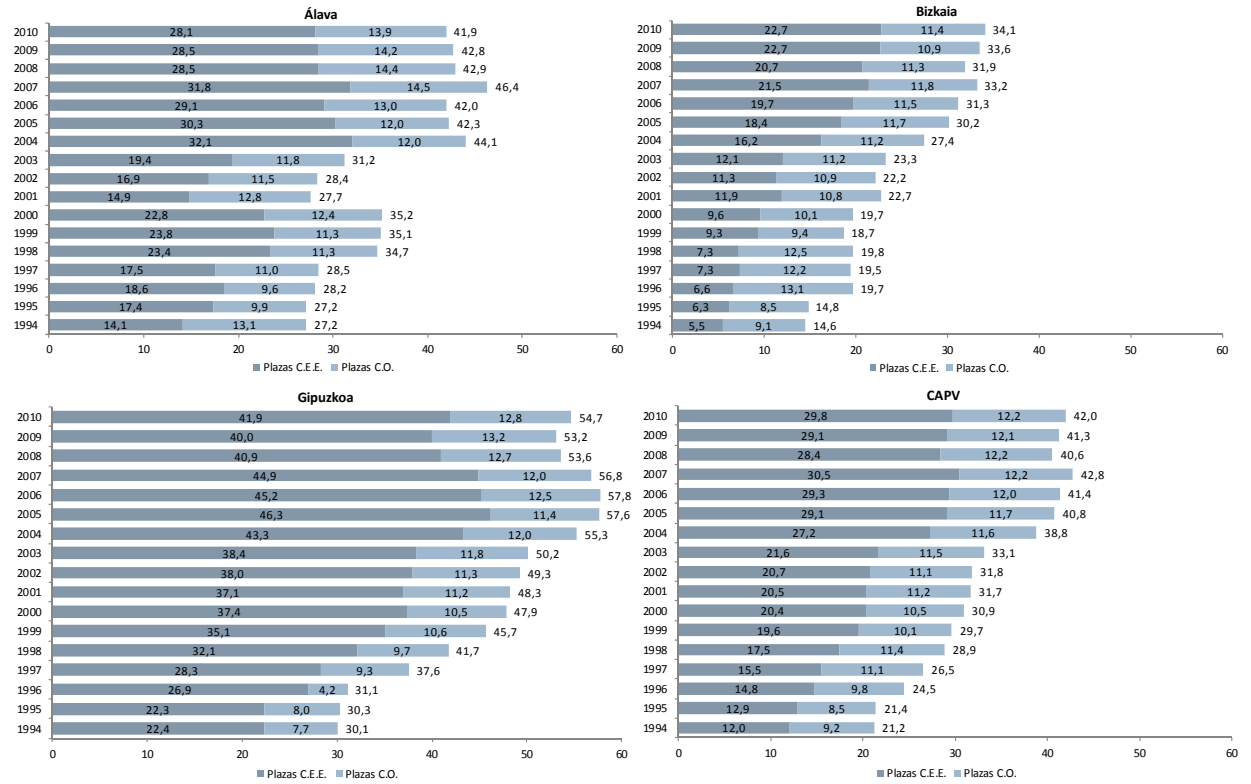 Álava
2010 28,1 13,9 41,9
2009 28,5 14,2 42,8
2008 28,5 14,4 42,9
2007 31,8 14,5 46,4
2006 29,1 13,0 42,0
2005 30,3 12,0 42,3
2004 32,1 12,0 44,1
2003 19,4 11,8 31,2
2002 16,9 11,5 28,4
2001 14,9 12,8 27,7
2000 22,8 12,4 35,2
1999 23,8 11,3 35,1
1998 23,4 11,3 34,7
1997 17,5 11,0 28,5
1996 18,6 9,6 28,2
1995 17,4 9,9 27,2
1994 14,1 13,1 27,2
0 10 20 30 40 50 60
Plazas C.E.E. Plazas C.O.
Bizkaia
2010 22,7 11,4 34,1
2009 22,7 10,9 33,6
2008 20,7 11,3 31,9
2007 21,5 11,8 33,2
2006 19,7 11,5 31,3
2005 18,4 11,7 30,2
2004 16,2 11,2 27,4
2003 12,1 11,2 23,3
2002 11,3 10,9 22,2
2001 11,9 10,8 22,7
2000 9,6 10,1 19,7
1999 9,3 9,4 18,7
1998 7,3 12,5 19,8
1997 7,3 12,2 19,5
1996 6,6 13,1 19,7
1995 6,3 8,5 14,8
1994 5,5 9,1 14,6
0 10 20 30 40 50 60
Plazas C.E.E. Plazas C.O.
Gipuzkoa
2010 41,9 12,8 54,7
2009 40,0 13,2 53,2
2008 40,9 12,7 53,6
2007 44,9 12,0 56,8
2006 45,2 12,5 57,8
2005 46,3 11,4 57,6
2004 43,3 12,0 55,3
2003 38,4 11,8 50,2
2002 38,0 11,3 49,3
2001 37,1 11,2 48,3
2000 37,4 10,5 47,9
1999 35,1 10,6 45,7
1998 32,1 9,7 41,7
1997 28,3 9,3 37,6
1996 26,9 4,2 31,1
1995 22,3 8,0 30,3
1994 22,4 7,7 30,1
0 10 20 30 40 50 60
Plazas C.E.E. Plazas C.O.
CAPV
2010 29,8 12,2 42,0
2009 29,1 12,1 41,3
2008 28,4 12,2 40,6
2007 30,5 12,2 42,8
2006 29,3 12,0 41,4
2005 29,1 11,7 40,8
2004 27,2 11,6 38,8
2003 21,6 11,5 33,1
2002 20,7 11,1 31,8
2001 20,5 11,2 31,7
2000 20,4 10,5 30,9
1999 19,6 10,1 29,7
1998 17,5 11,4 28,9
1997 15,5 11,1 26,5
1996 14,8 9,8 24,5
1995 12,9 8,5 21,4
1994 12,0 9,2 21,2
0 10 20 30 40 50 60
Plazas C.E.E. Plazas C.O.